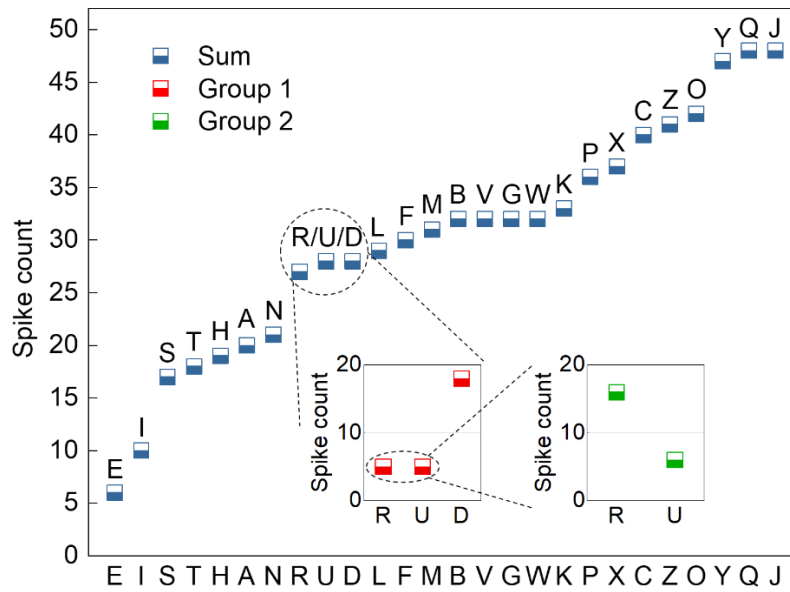 Spike count
50
45
40
35
30
25
20
15
10
5
0
Sum
Group 1
Group 2
E
I
S
T
H
A
N
R/U/D
L
F
M
B
V
G
W
K
P
X
C
Z
O
Y
Q
J
Spike count
20
10
0
R U D
Spike count
20
10
0
R U
E I S T H A N R U D L F M B V G W K P X C Z O Y Q J